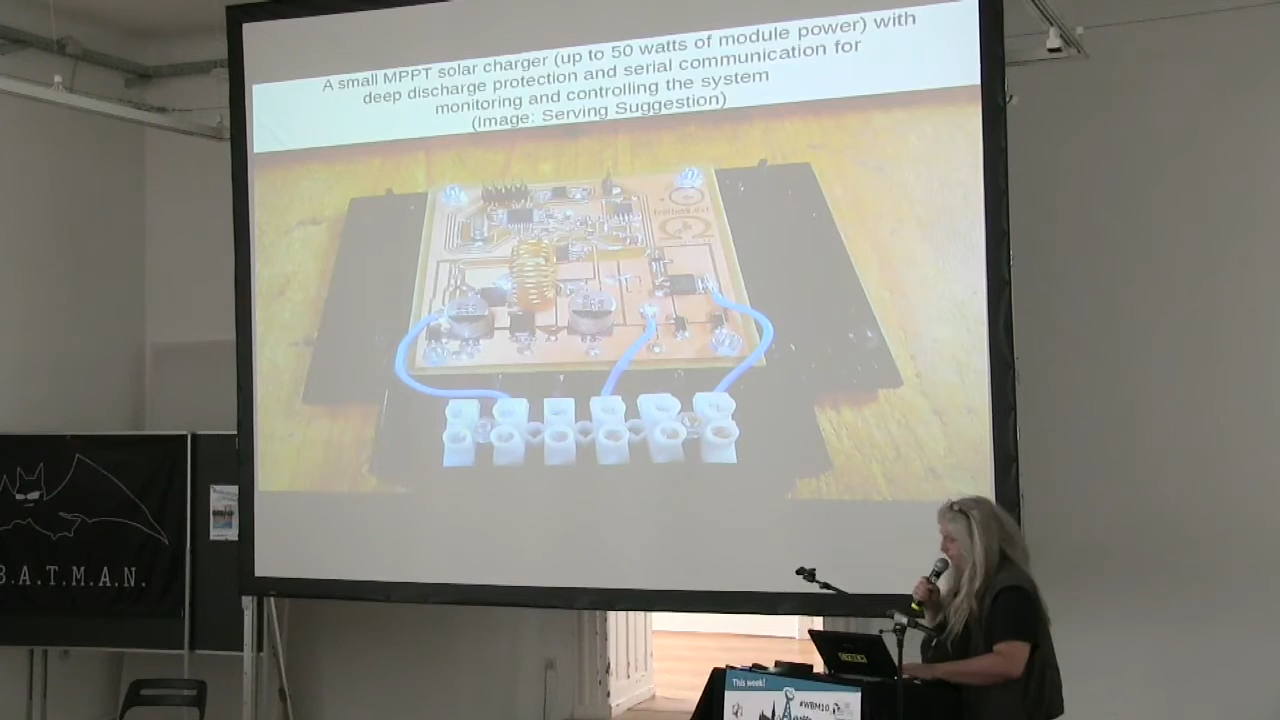 A small MPPT solar charger (up to 50 watts of module power) with
deep discharge protection and serial communication for
monitoring and controlling the system
(Image: Serving Suggestion)
B.A.T.M.A.N.
This week!
#WBM10